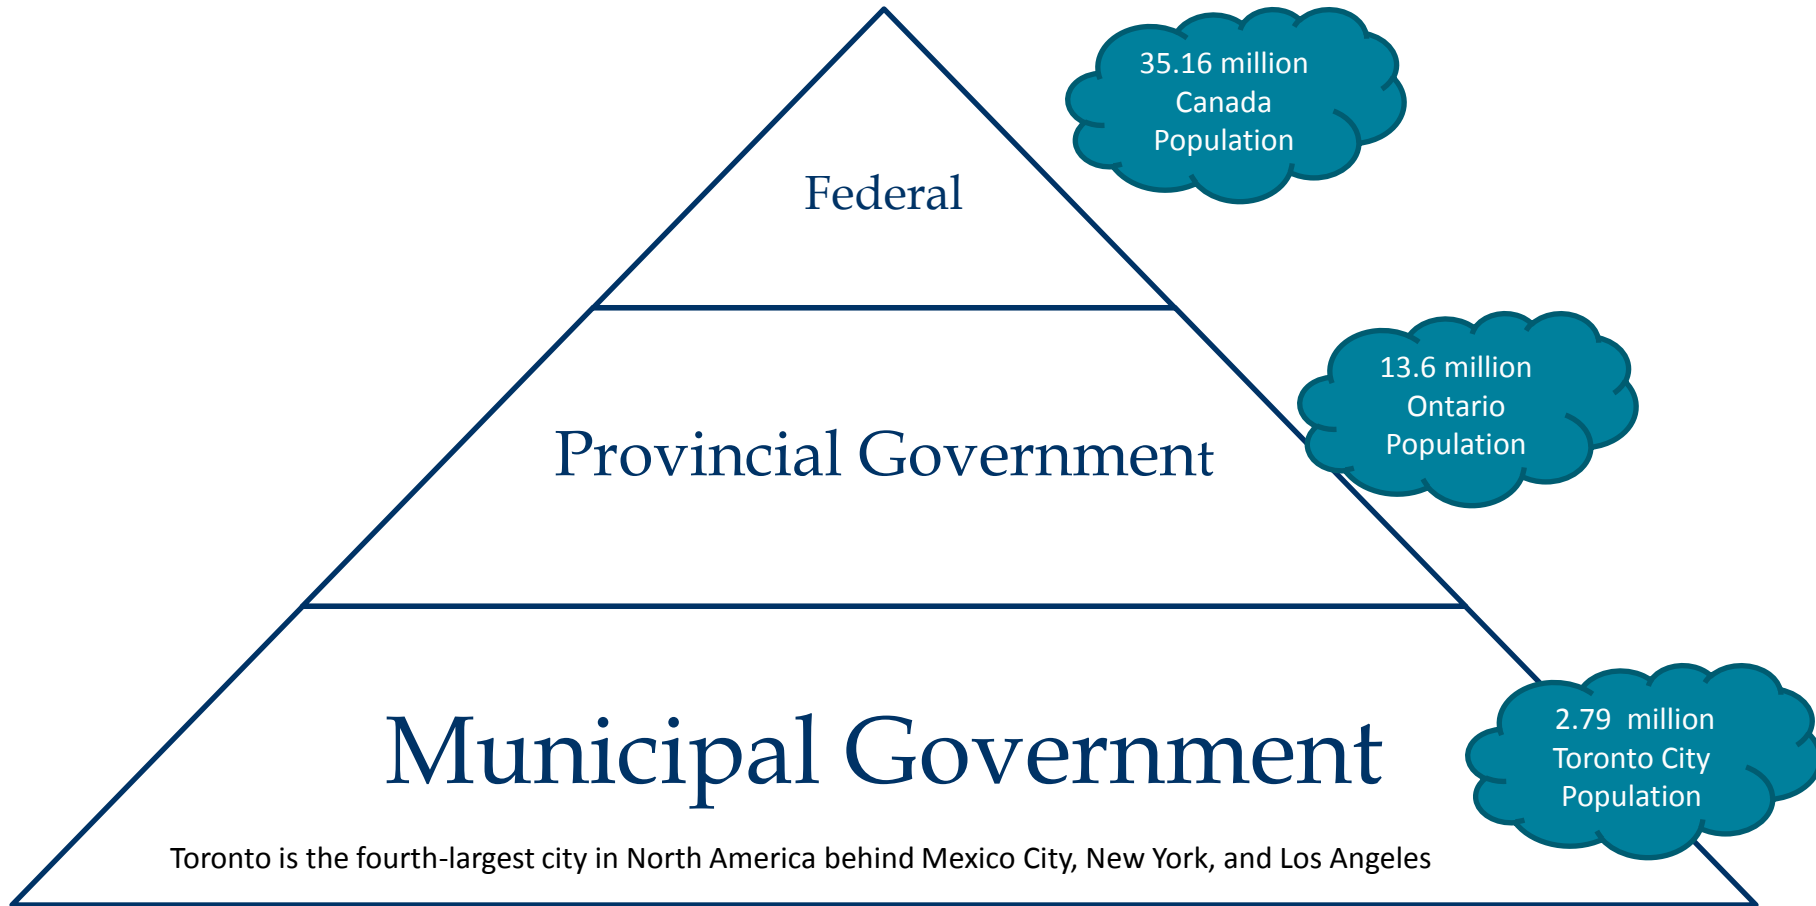 35.16 million
Canada
Population
Federal
13.6 million
Ontario
Population
Provincial Government
Municipal Government
2.79  million
Toronto City
Population
Toronto is the fourth-largest city in North America behind Mexico City, New York, and Los Angeles